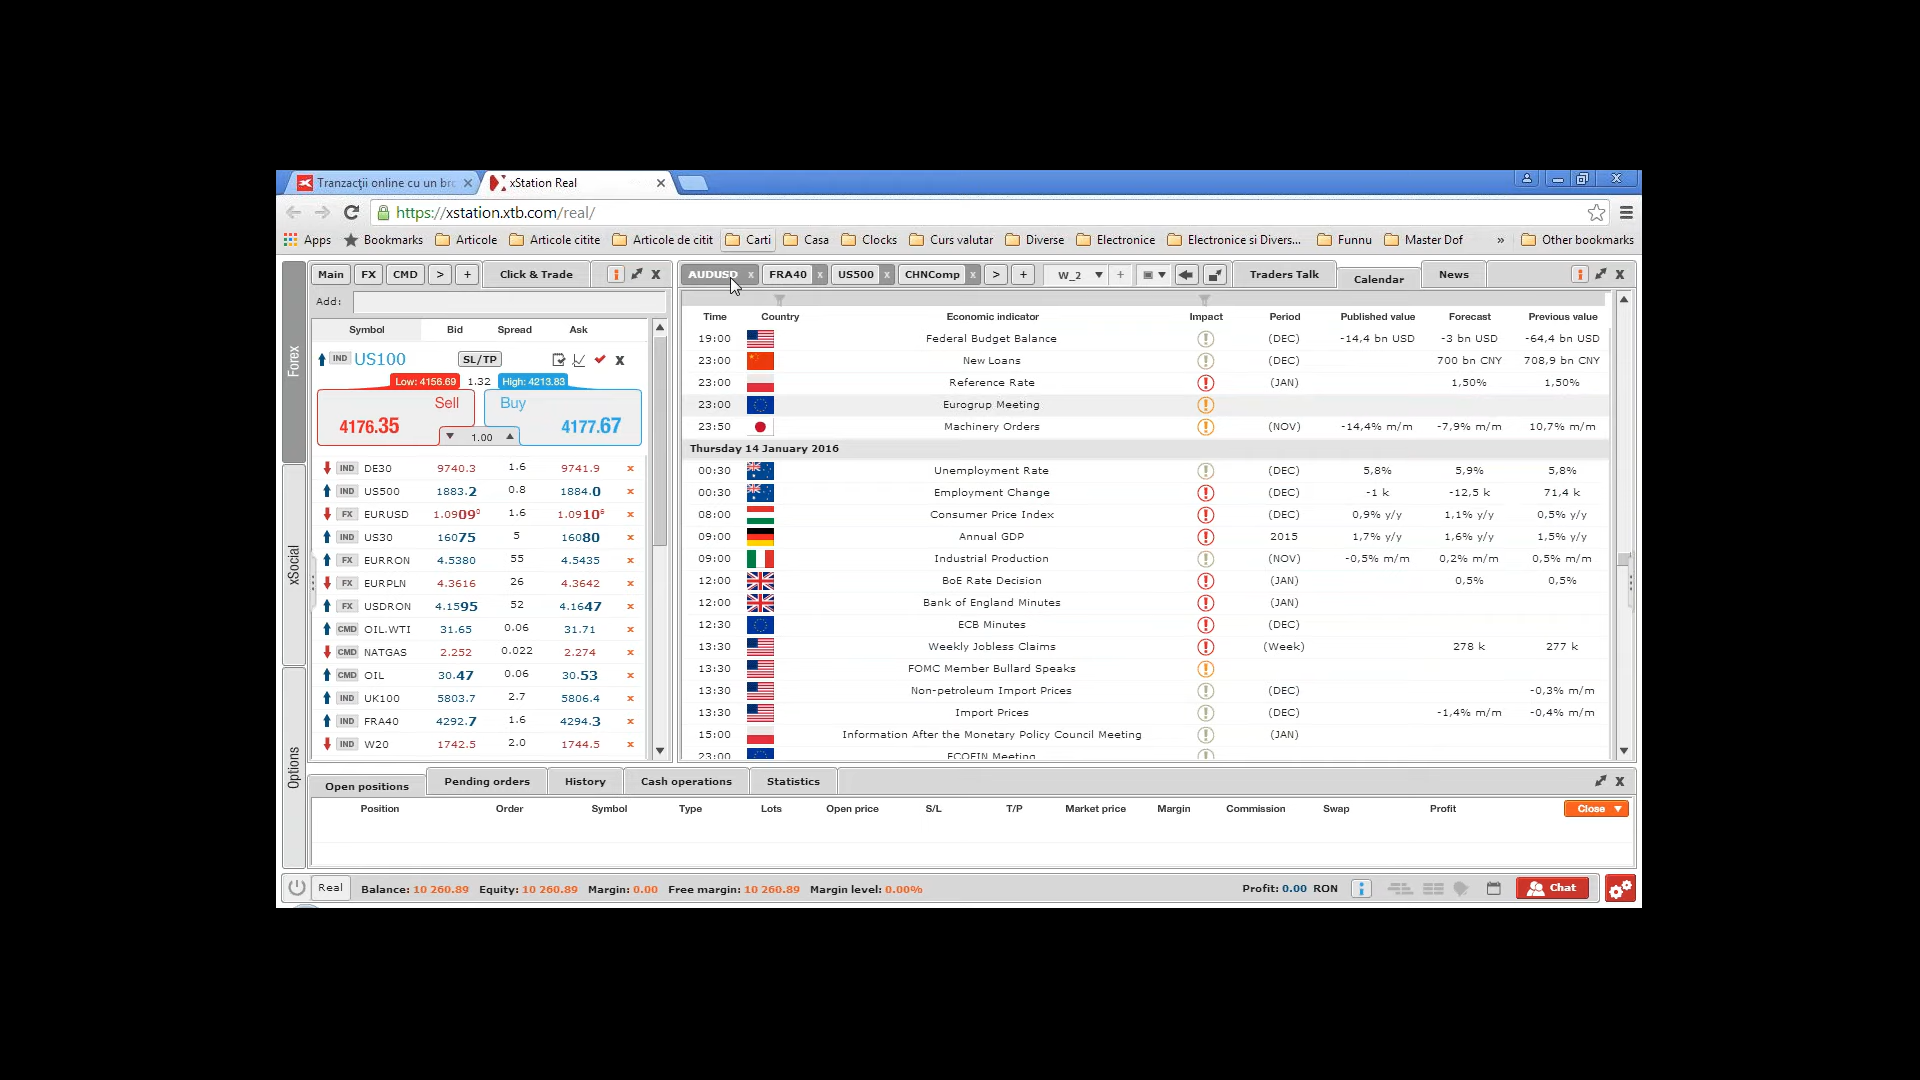 Tranzacţii online cu un bro
xStation Real
https://xstation.xtb.com/real/
Apps Bookmarks Articole Articole citite Articole de citit Carti Casa Clocks Curs valutar Diverse Electronice Electronice si Divers... Funnu Master Dof » Other bookmarks
Main FX CMD > + Click & Trade
AUDUSD x FRA40 x US500 x CHNComp x > + W_2 + Traders Talk Calendar News
Forex
xSocial
Options
Add:
Symbol Bid Spread Ask
IND US100 SL/TP
Low: 4156.69 1.32 High: 4213.83
Sell Buy
4176.35 4177.67
1.00
IND DE30 9740.3 1.6 9741.9
IND US500 1883.2 0.8 1884.0
FX EURUSD 1.0909⁰ 1.6 1.0910⁶
IND US30 16075 5 16080
FX EURRON 4.5380 55 4.5435
FX EURPLN 4.3616 26 4.3642
FX USDRON 4.1595 52 4.1647
CMD OIL.WTI 31.65 0.06 31.71
CMD NATGAS 2.252 0.022 2.274
CMD OIL 30.47 0.06 30.53
IND UK100 5803.7 2.7 5806.4
IND FRA40 4292.7 1.6 4294.3
IND W20 1742.5 2.0 1744.5
Time Country Economic indicator Impact Period Published value Forecast Previous value
19:00 Federal Budget Balance (DEC) -14,4 bn USD -3 bn USD -64,4 bn USD
23:00 New Loans (DEC) 700 bn CNY 708,9 bn CNY
23:00 Reference Rate (JAN) 1,50% 1,50%
23:00 Eurogrup Meeting
23:50 Machinery Orders (NOV) -14,4% m/m -7,9% m/m 10,7% m/m
Thursday 14 January 2016
00:30 Unemployment Rate (DEC) 5,8% 5,9% 5,8%
00:30 Employment Change (DEC) -1 k -12,5 k 71,4 k
08:00 Consumer Price Index (DEC) 0,9% y/y 1,1% y/y 0,5% y/y
09:00 Annual GDP 2015 1,7% y/y 1,6% y/y 1,5% y/y
09:00 Industrial Production (NOV) -0,5% m/m 0,2% m/m 0,5% m/m
12:00 BoE Rate Decision (JAN) 0,5% 0,5%
12:00 Bank of England Minutes (JAN)
12:30 ECB Minutes (DEC)
13:30 Weekly Jobless Claims (Week) 278 k 277 k
13:30 FOMC Member Bullard Speaks
13:30 Non-petroleum Import Prices (DEC) -0,3% m/m
13:30 Import Prices (DEC) -1,4% m/m -0,4% m/m
15:00 Information After the Monetary Policy Council Meeting (JAN)
23:00 ECOFIN Meeting
Open positions Pending orders History Cash operations Statistics
Position Order Symbol Type Lots Open price S/L T/P Market price Margin Commission Swap Profit Close
Real Balance: 10 260.89 Equity: 10 260.89 Margin: 0.00 Free margin: 10 260.89 Margin level: 0.00% Profit: 0.00 RON Chat